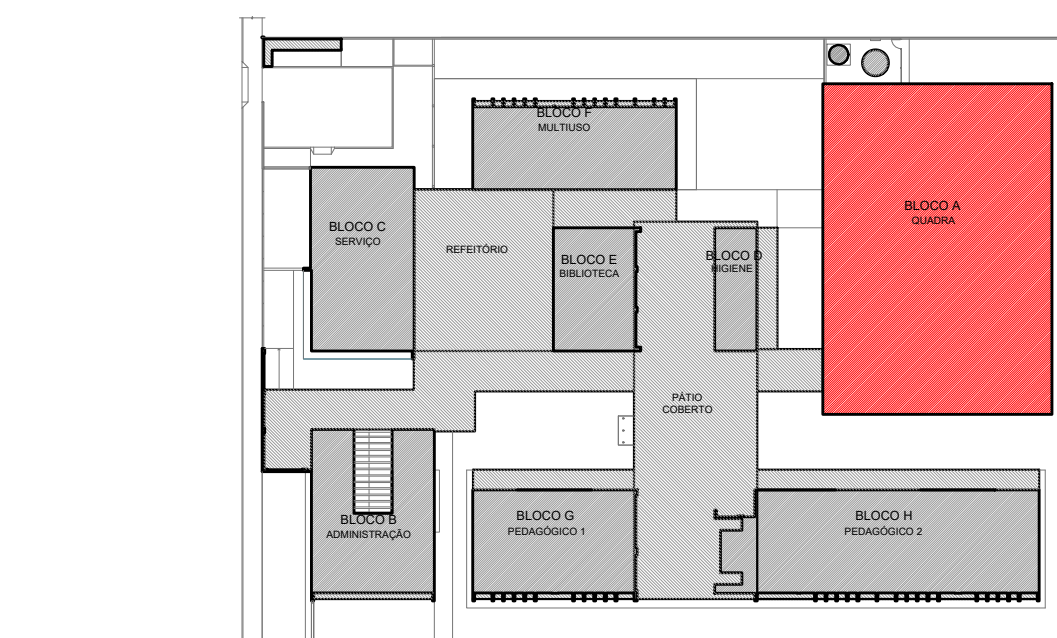 BLOCO F
MULTIUSO
BLOCO A
QUADRA
BLOCO C
SERVIÇO
REFEITÓRIO
BLOCO E
BIBLIOTECA
BLOCO D
HIGIENE
PÁTIO
COBERTO
BLOCO B
ADMINISTRAÇÃO
BLOCO G
PEDAGÓGICO 1
BLOCO H
PEDAGÓGICO 2